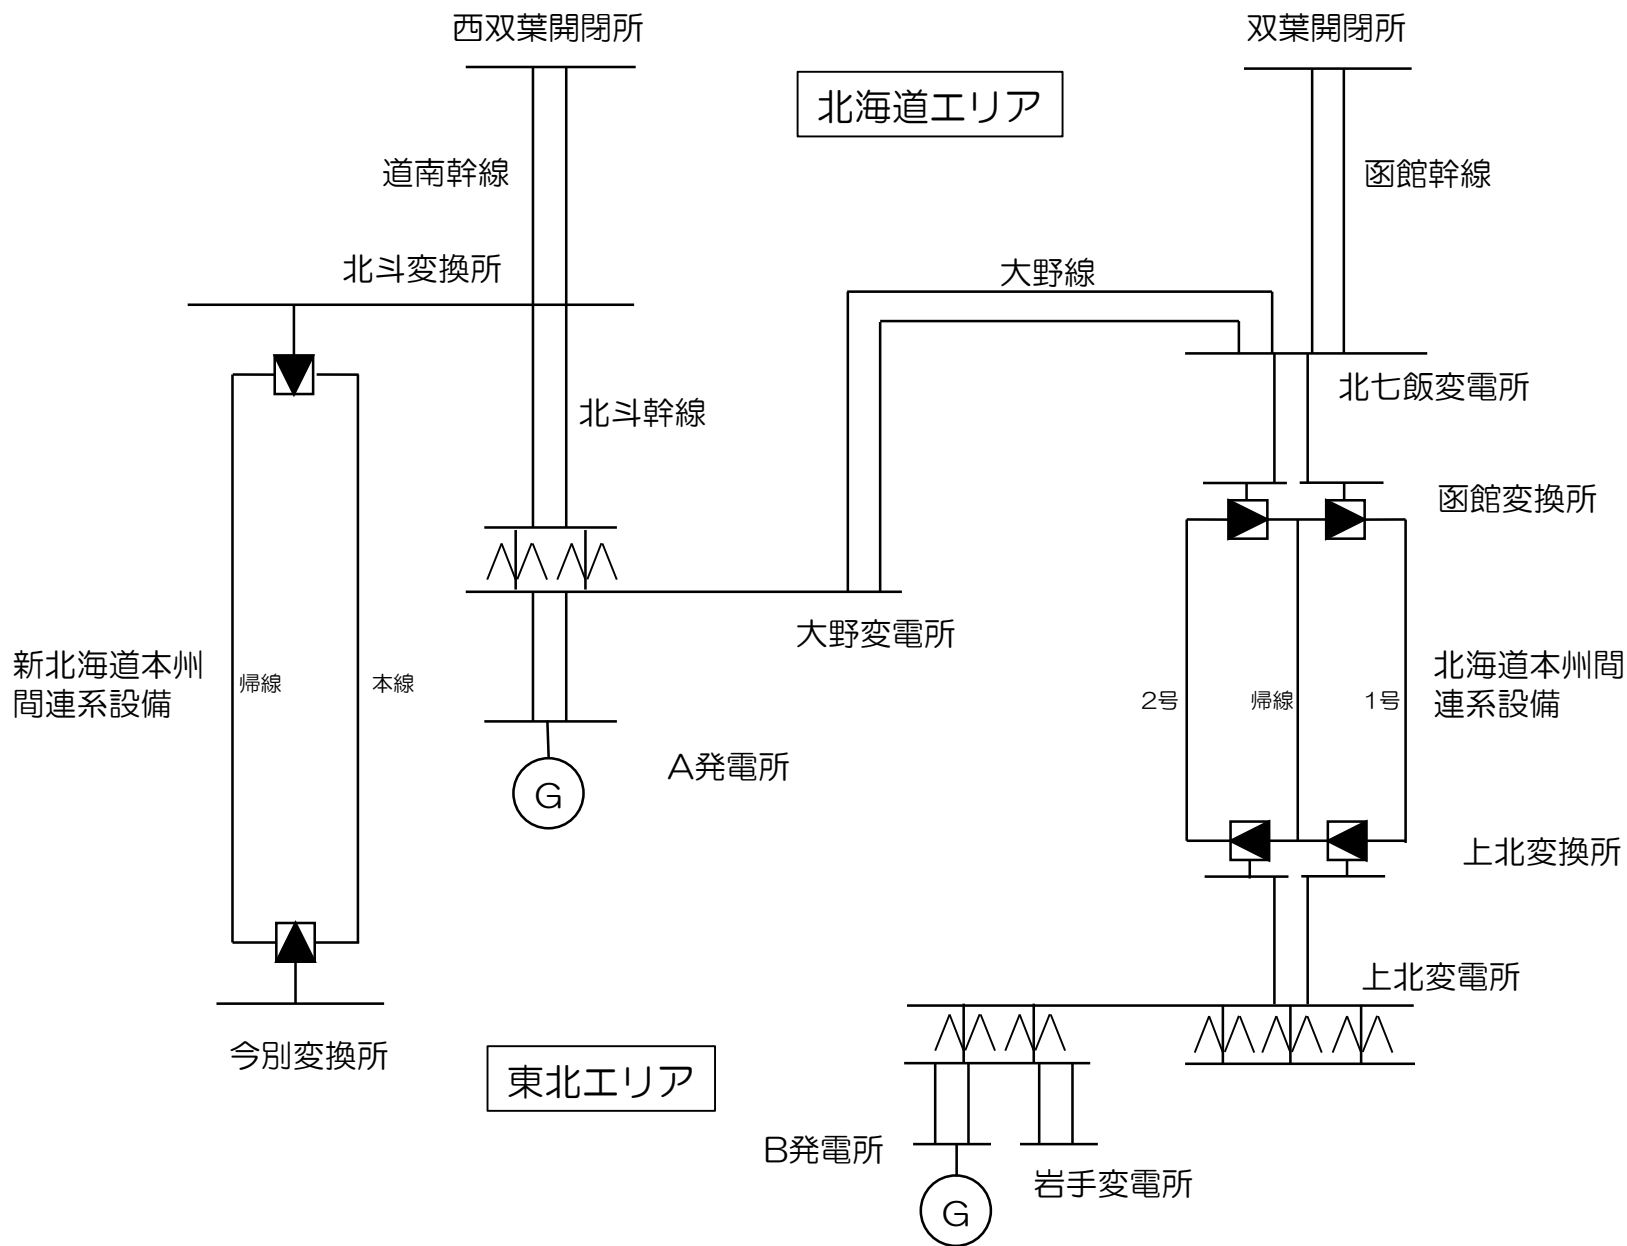 西双葉開閉所
双葉開閉所
北海道エリア
道南幹線
函館幹線
北斗変換所
大野線
北七飯変電所
北斗幹線
函館変換所
大野変電所
新北海道本州
間連系設備
帰線
本線
2号
帰線
1号
北海道本州間
連系設備
A発電所
G
上北変換所
上北変電所
今別変換所
東北エリア
B発電所
岩手変電所
G